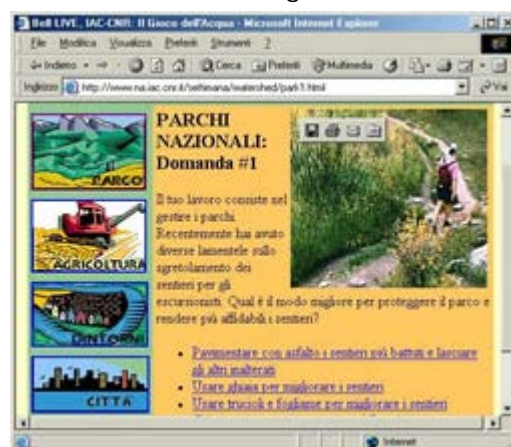 Bell LIVE, IAC-CNR: Il Gioco dell'Acqua - Microsoft Internet Explorer
File Modifica Visualizza Preferiti Strumenti ?
Indietro Cerca Preferiti Multimedia
Indirizzo http://www.na.iac.cnr.it/settimana/watershed/park1.html Vai
PARCO
AGRICOLTURA
DINTORNI
CITTA
PARCHI
NAZIONALI:
Domanda #1
Il tuo lavoro consiste nel
gestire i parchi.
Recentemente hai avuto
diverse lamentele sullo
sgretolamento dei
sentieri per gli
escursionisti. Qual è il modo migliore per proteggere il parco e
rendere più affidabili i sentieri?
Pavimentare con asfalto i sentieri più battuti e lasciare
gli altri inalterati
Usare ghiaia per migliorare i sentieri
Usare trucioli e fogliame per migliorare i sentieri
Internet